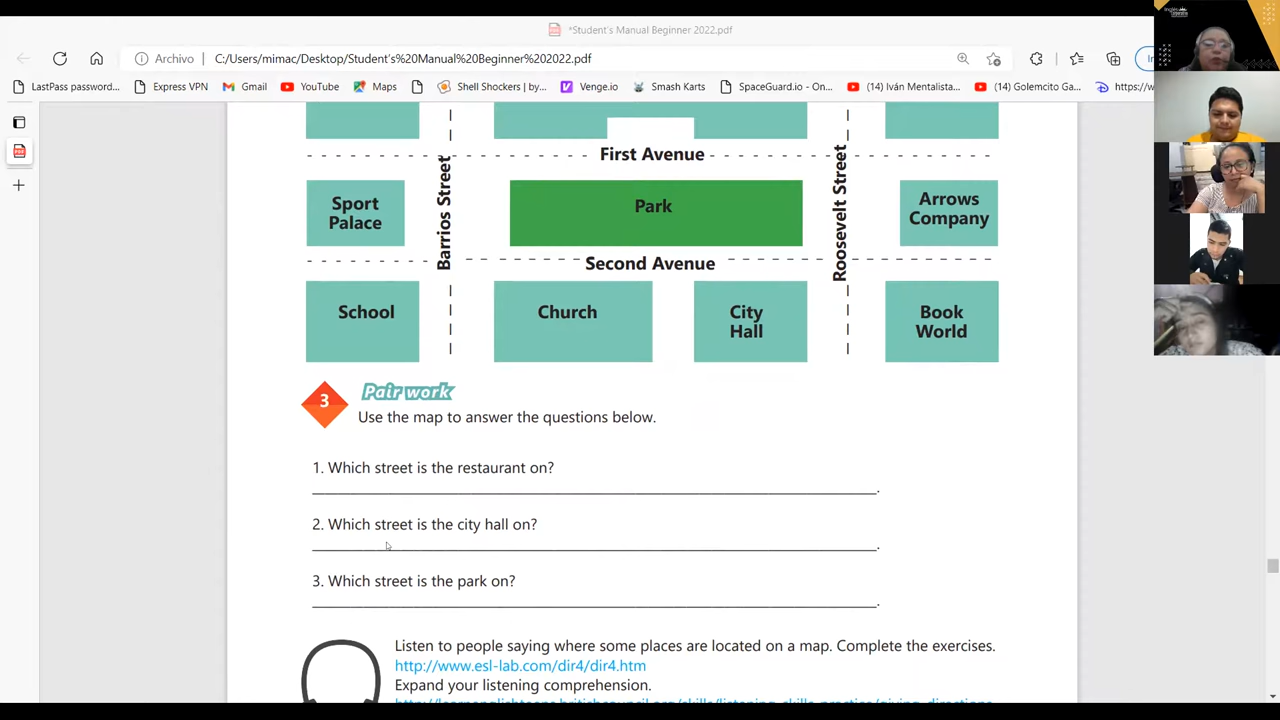 *Student's Manual Beginner 2022.pdf
Archivo
C:/Users/mimac/Desktop/Student's%20Manual%20Beginner%202022.pdf
LastPass password...
Express VPN
Gmail
YouTube
Maps
Shell Shockers | by...
Venge.io
Smash Karts
SpaceGuard.io - On...
(14) Iván Mentalista...
(14) Golemcito Ga...
https://w
First Avenue
Barrios Street
Roosevelt Street
Sport
Palace
Park
Arrows
Company
Second Avenue
School
Church
City
Hall
Book
World
3
Pair work
Use the map to answer the questions below.
1. Which street is the restaurant on?
2. Which street is the city hall on?
3. Which street is the park on?
Listen to people saying where some places are located on a map. Complete the exercises.
http://www.esl-lab.com/dir4/dir4.htm
Expand your listening comprehension.